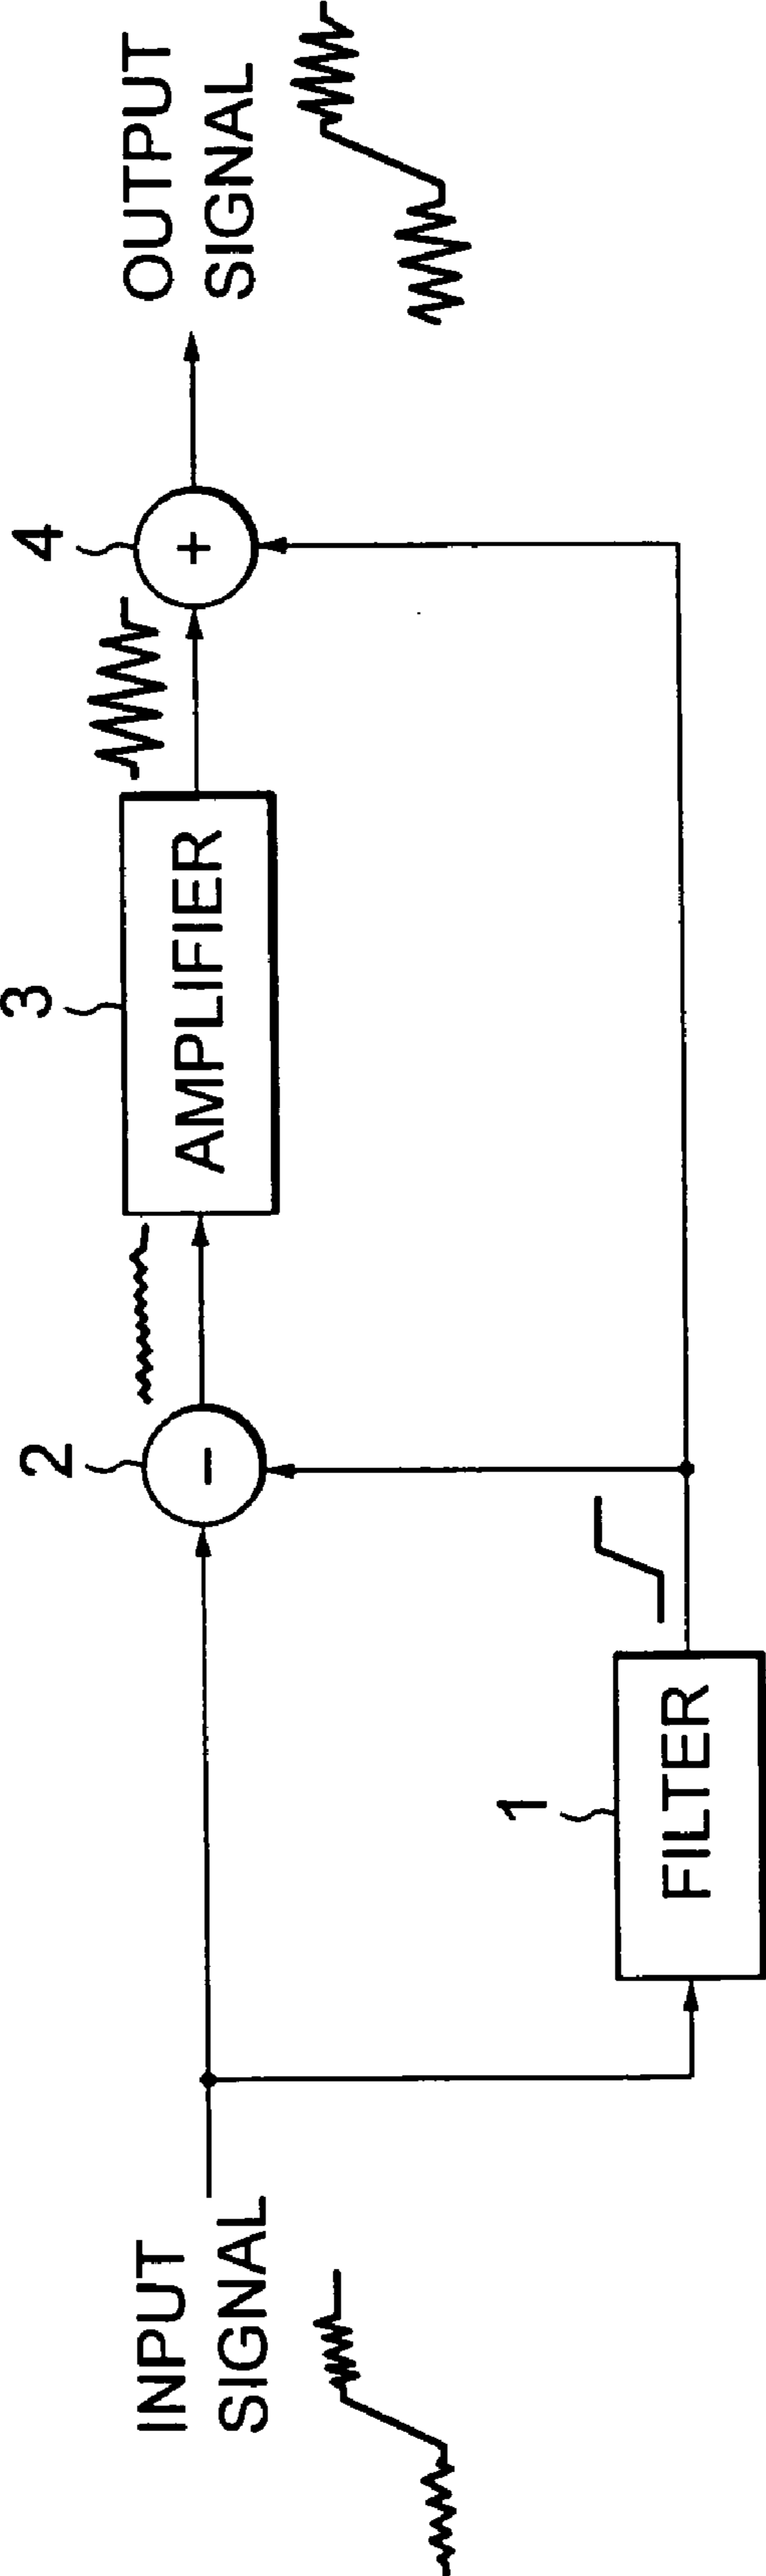 INPUT
SIGNAL
1
FILTER
2
−
3
AMPLIFIER
4
+
OUTPUT
SIGNAL